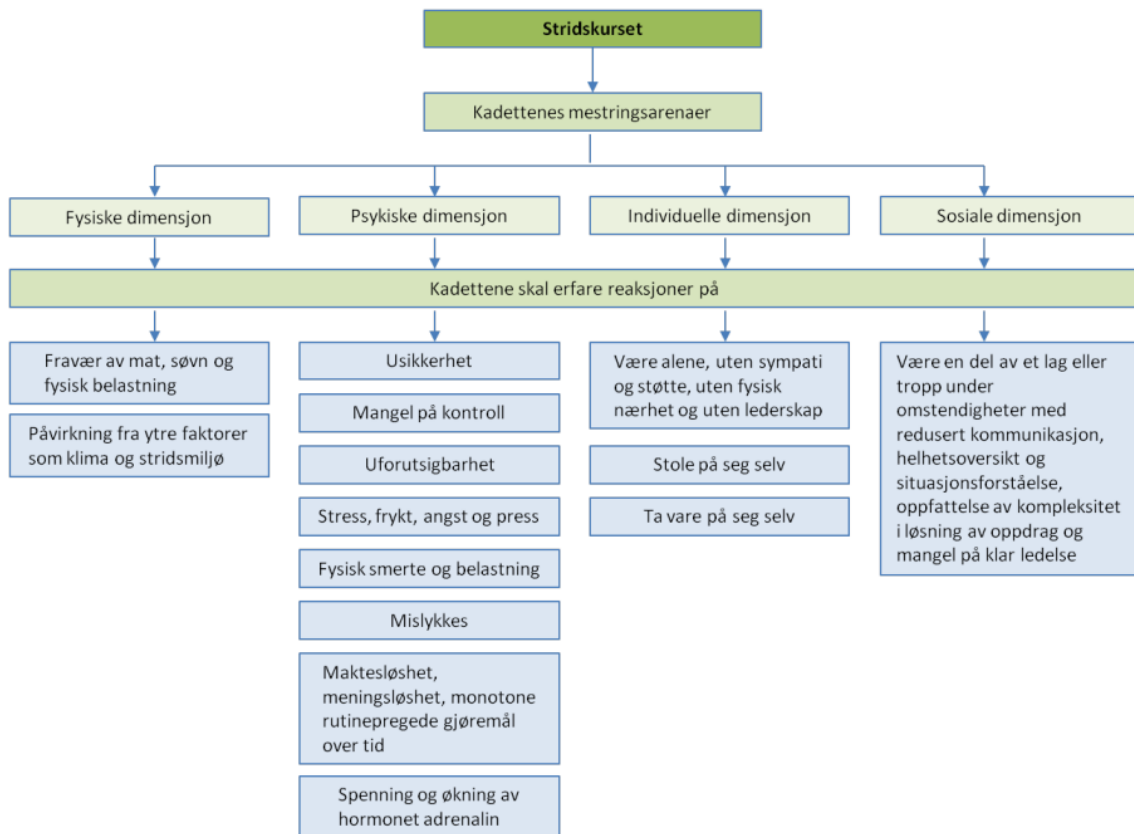 Stridskurset
Kadettenes mestringsarenaer
Fysiske dimensjon
Psykiske dimensjon
Individuelle dimensjon
Sosiale dimensjon
Kadettene skal erfare reaksjoner på
Fravær av mat, søvn og
fysisk belastning
Påvirkning fra ytre faktorer
som klima og stridsmiljø
Usikkerhet
Mangel på kontroll
Uforutsigbarhet
Stress, frykt, angst og press
Fysisk smerte og belastning
Mislykkes
Maktesløshet,
meningsløshet, monotone
rutinepregede gjøremål
over tid
Spenning og økning av
hormonet adrenalin
Være alene, uten sympati
og støtte, uten fysisk
nærhet og uten lederskap
Stole på seg selv
Ta vare på seg selv
Være en del av et lag eller
tropp under
omstendigheter med
redusert kommunikasjon,
helhetsoversikt og
situasjonsforståelse,
oppfattelse av kompleksitet
i løsning av oppdrag og
mangel på klar ledelse